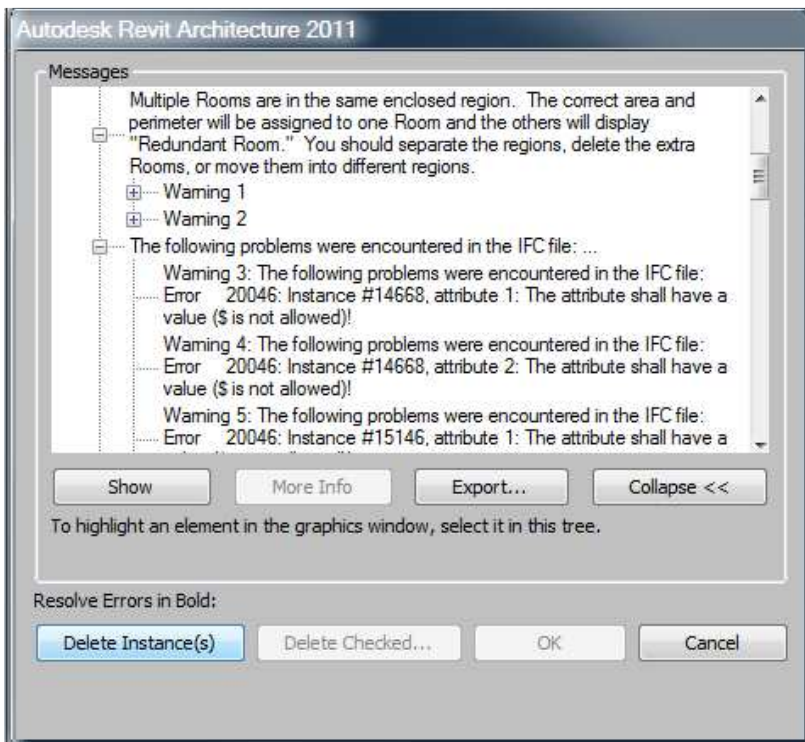 Autodesk Revit Architecture 2011
Messages
Multiple Rooms are in the same enclosed region.  The correct area and
perimeter will be assigned to one Room and the others will display
"Redundant Room."  You should separate the regions, delete the extra
Rooms, or move them into different regions.
Warning 1
Warning 2
The following problems were encountered in the IFC file: ...
Warning 3: The following problems were encountered in the IFC file:
Error    20046: Instance #14668, attribute 1: The attribute shall have a
value ($ is not allowed)!
Warning 4: The following problems were encountered in the IFC file:
Error    20046: Instance #14668, attribute 2: The attribute shall have a
value ($ is not allowed)!
Warning 5: The following problems were encountered in the IFC file:
Error    20046: Instance #15146, attribute 1: The attribute shall have a
Show
More Info
Export...
Collapse <<
To highlight an element in the graphics window, select it in this tree.
Resolve Errors in Bold:
Delete Instance(s)
Delete Checked...
OK
Cancel